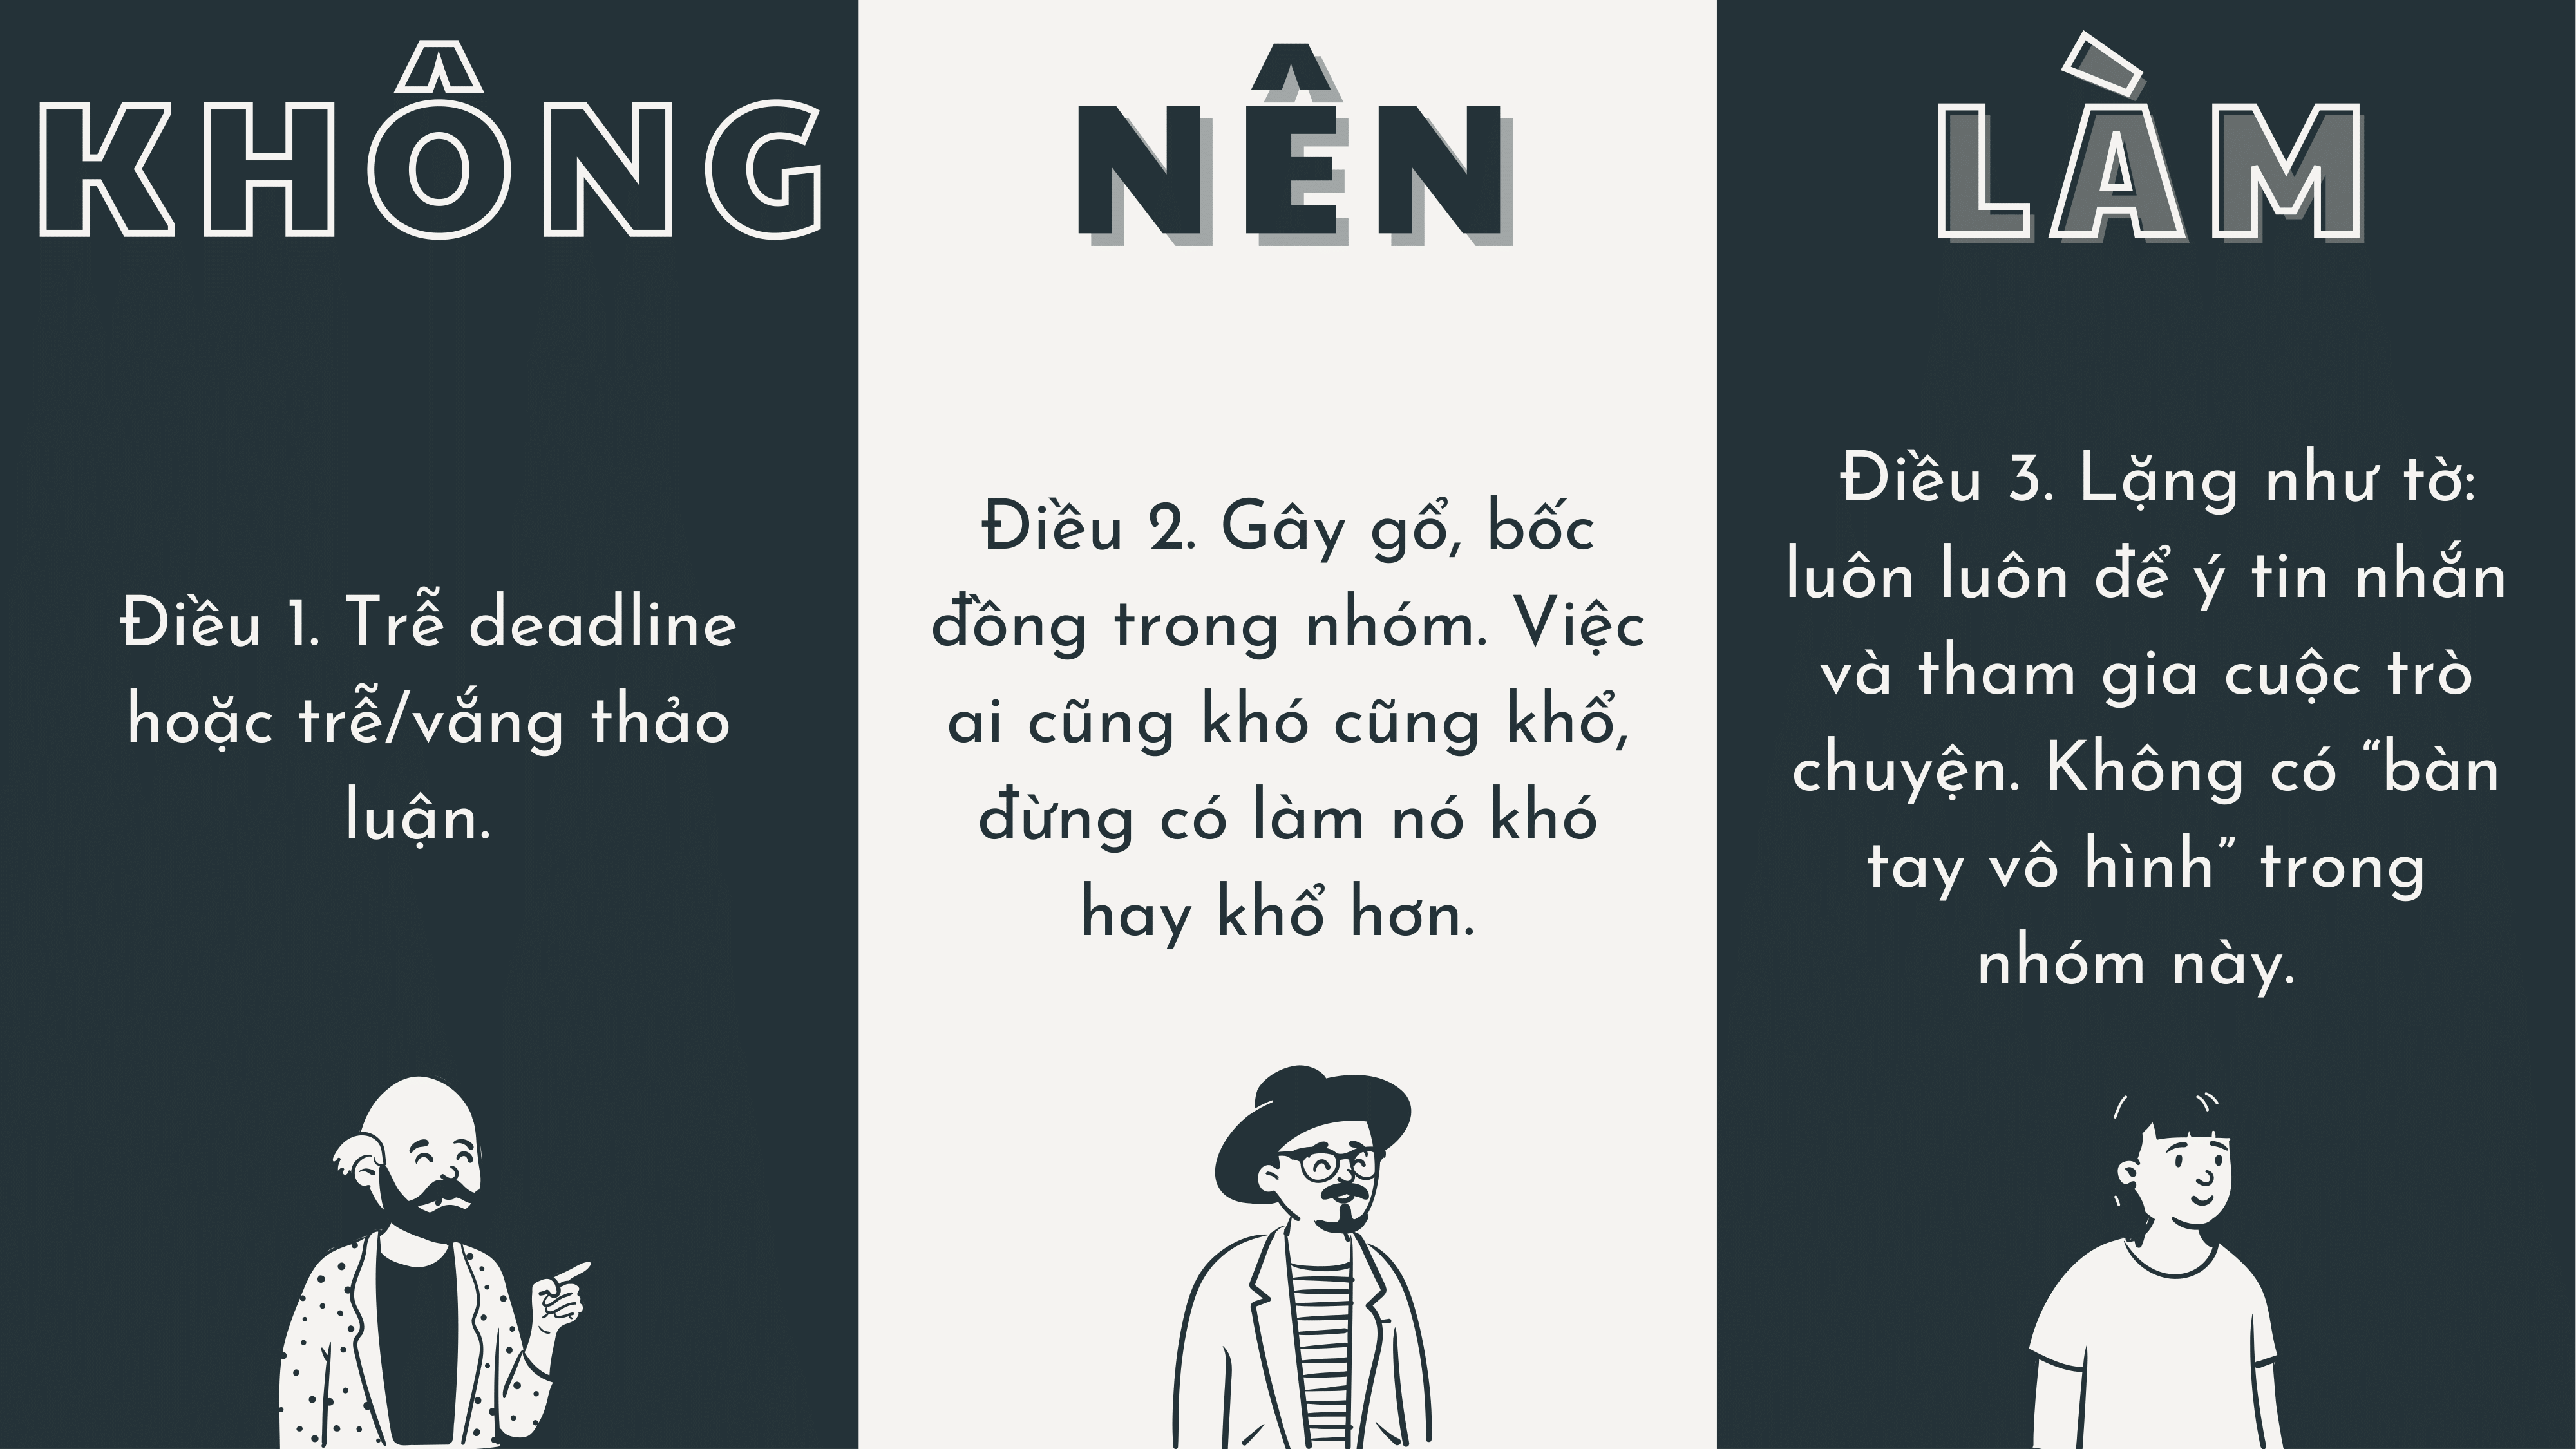 KHÔNG
NÊN
LÀM
Điều 1. Trễ deadline
hoặc trễ/vắng thảo
luận.
Điều 2. Gây gổ, bốc
đồng trong nhóm. Việc
ai cũng khó cũng khổ,
đừng có làm nó khó
hay khổ hơn.
Điều 3. Lặng như tờ:
luôn luôn để ý tin nhắn
và tham gia cuộc trò
chuyện. Không có “bàn
tay vô hình” trong
nhóm này.